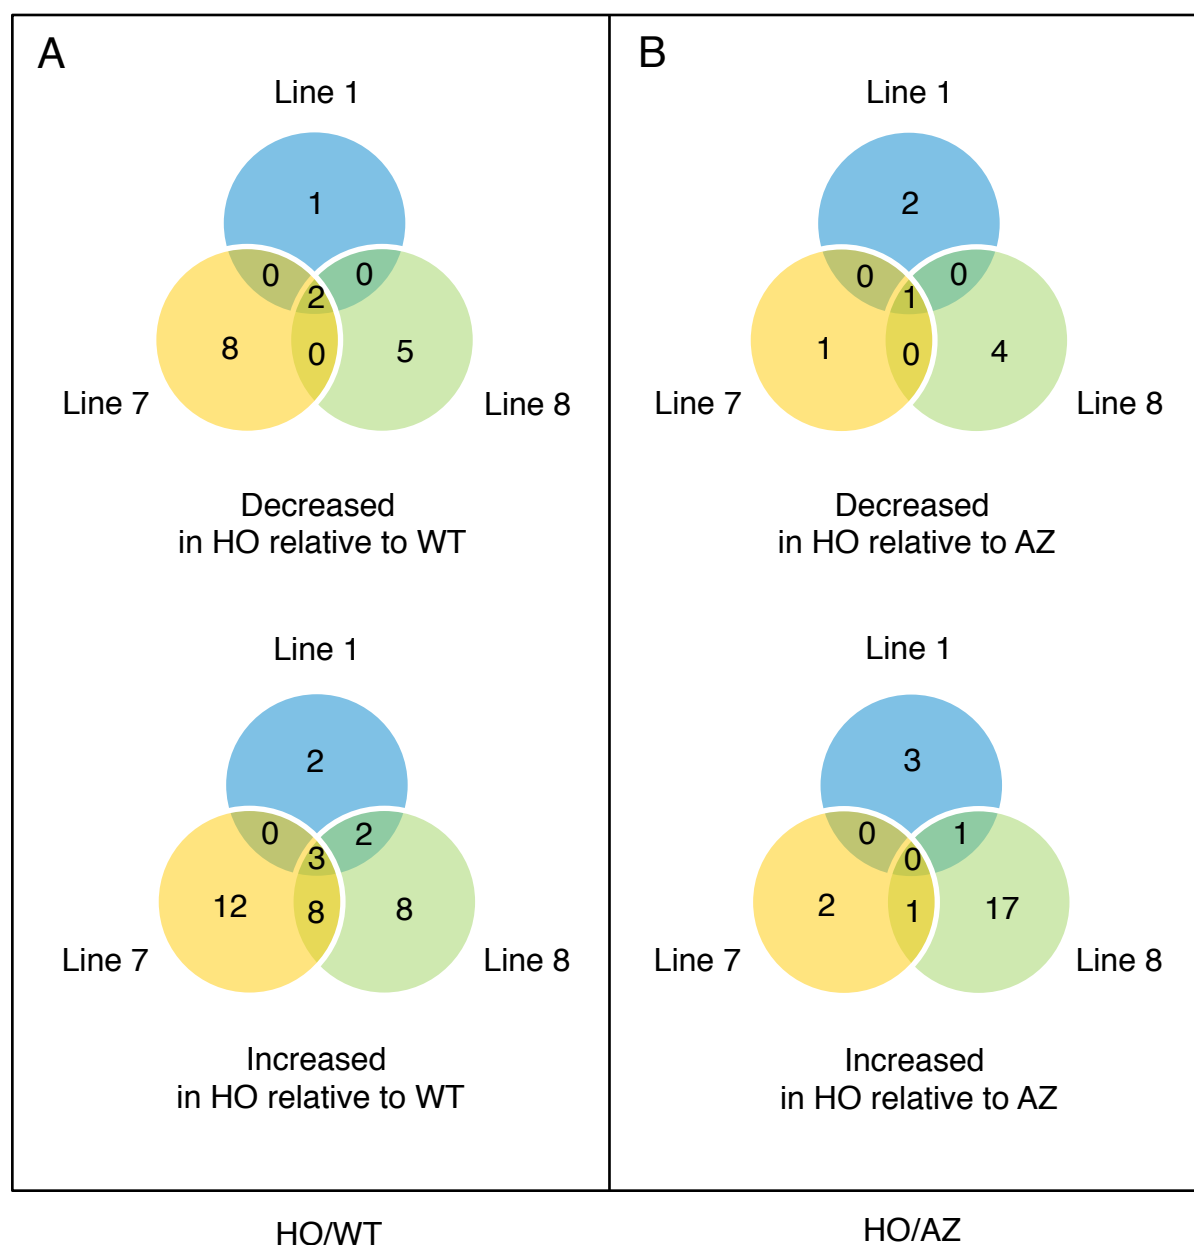 A
Line 1
1
0
0
2
8
0
5
Line 7
Line 8
Decreased
in HO relative to WT
Line 1
2
0
2
3
12
8
8
Line 7
Line 8
Increased
in HO relative to WT
HO/WT
B
Line 1
2
0
0
1
1
0
4
Line 7
Line 8
Decreased
in HO relative to AZ
Line 1
3
0
1
0
2
1
17
Line 7
Line 8
Increased
in HO relative to AZ
HO/AZ